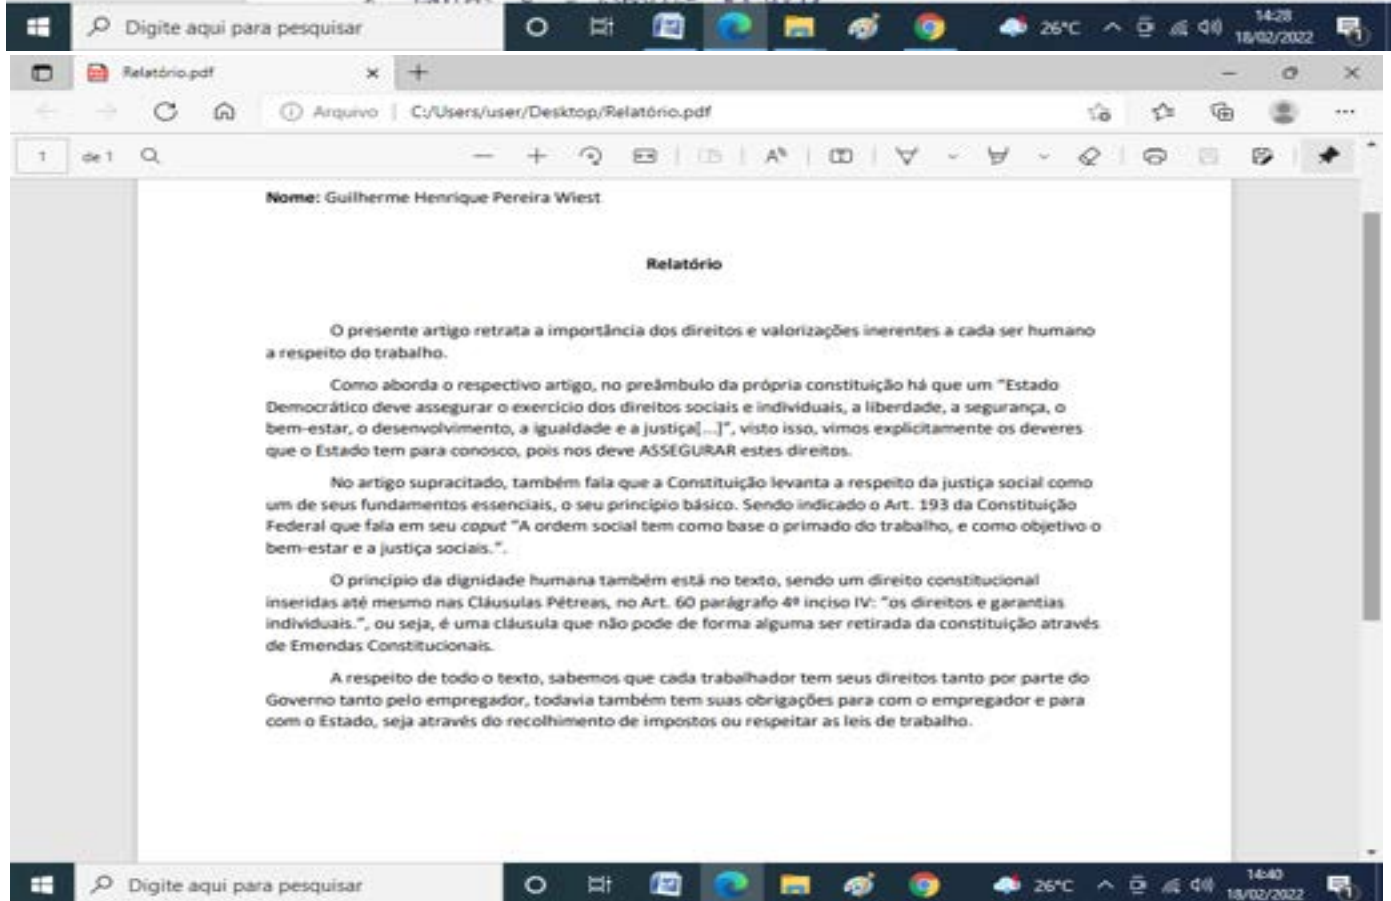 Digite aqui para pesquisar
26°C
14:28
18/02/2022
Relatório.pdf
Arquivo | C:/Users/user/Desktop/Relatório.pdf
1 de 1
Nome: Guilherme Henrique Pereira Wiest
Relatório
O presente artigo retrata a importância dos direitos e valorizações inerentes a cada ser humano
a respeito do trabalho.
Como aborda o respectivo artigo, no preâmbulo da própria constituição há que um "Estado
Democrático deve assegurar o exercício dos direitos sociais e individuais, a liberdade, a segurança, o
bem-estar, o desenvolvimento, a igualdade e a justiça[...]", visto isso, vimos explicitamente os deveres
que o Estado tem para conosco, pois nos deve ASSEGURAR estes direitos.
No artigo supracitado, também fala que a Constituição levanta a respeito da justiça social como
um de seus fundamentos essenciais, o seu princípio básico. Sendo indicado o Art. 193 da Constituição
Federal que fala em seu caput "A ordem social tem como base o primado do trabalho, e como objetivo o
bem-estar e a justiça sociais.".
O princípio da dignidade humana também está no texto, sendo um direito constitucional
inseridas até mesmo nas Cláusulas Pétreas, no Art. 60 parágrafo 4º inciso IV: "os direitos e garantias
individuais.", ou seja, é uma cláusula que não pode de forma alguma ser retirada da constituição através
de Emendas Constitucionais.
A respeito de todo o texto, sabemos que cada trabalhador tem seus direitos tanto por parte do
Governo tanto pelo empregador, todavia também tem suas obrigações para com o empregador e para
com o Estado, seja através do recolhimento de impostos ou respeitar as leis de trabalho.
Digite aqui para pesquisar
26°C
14:40
18/02/2022